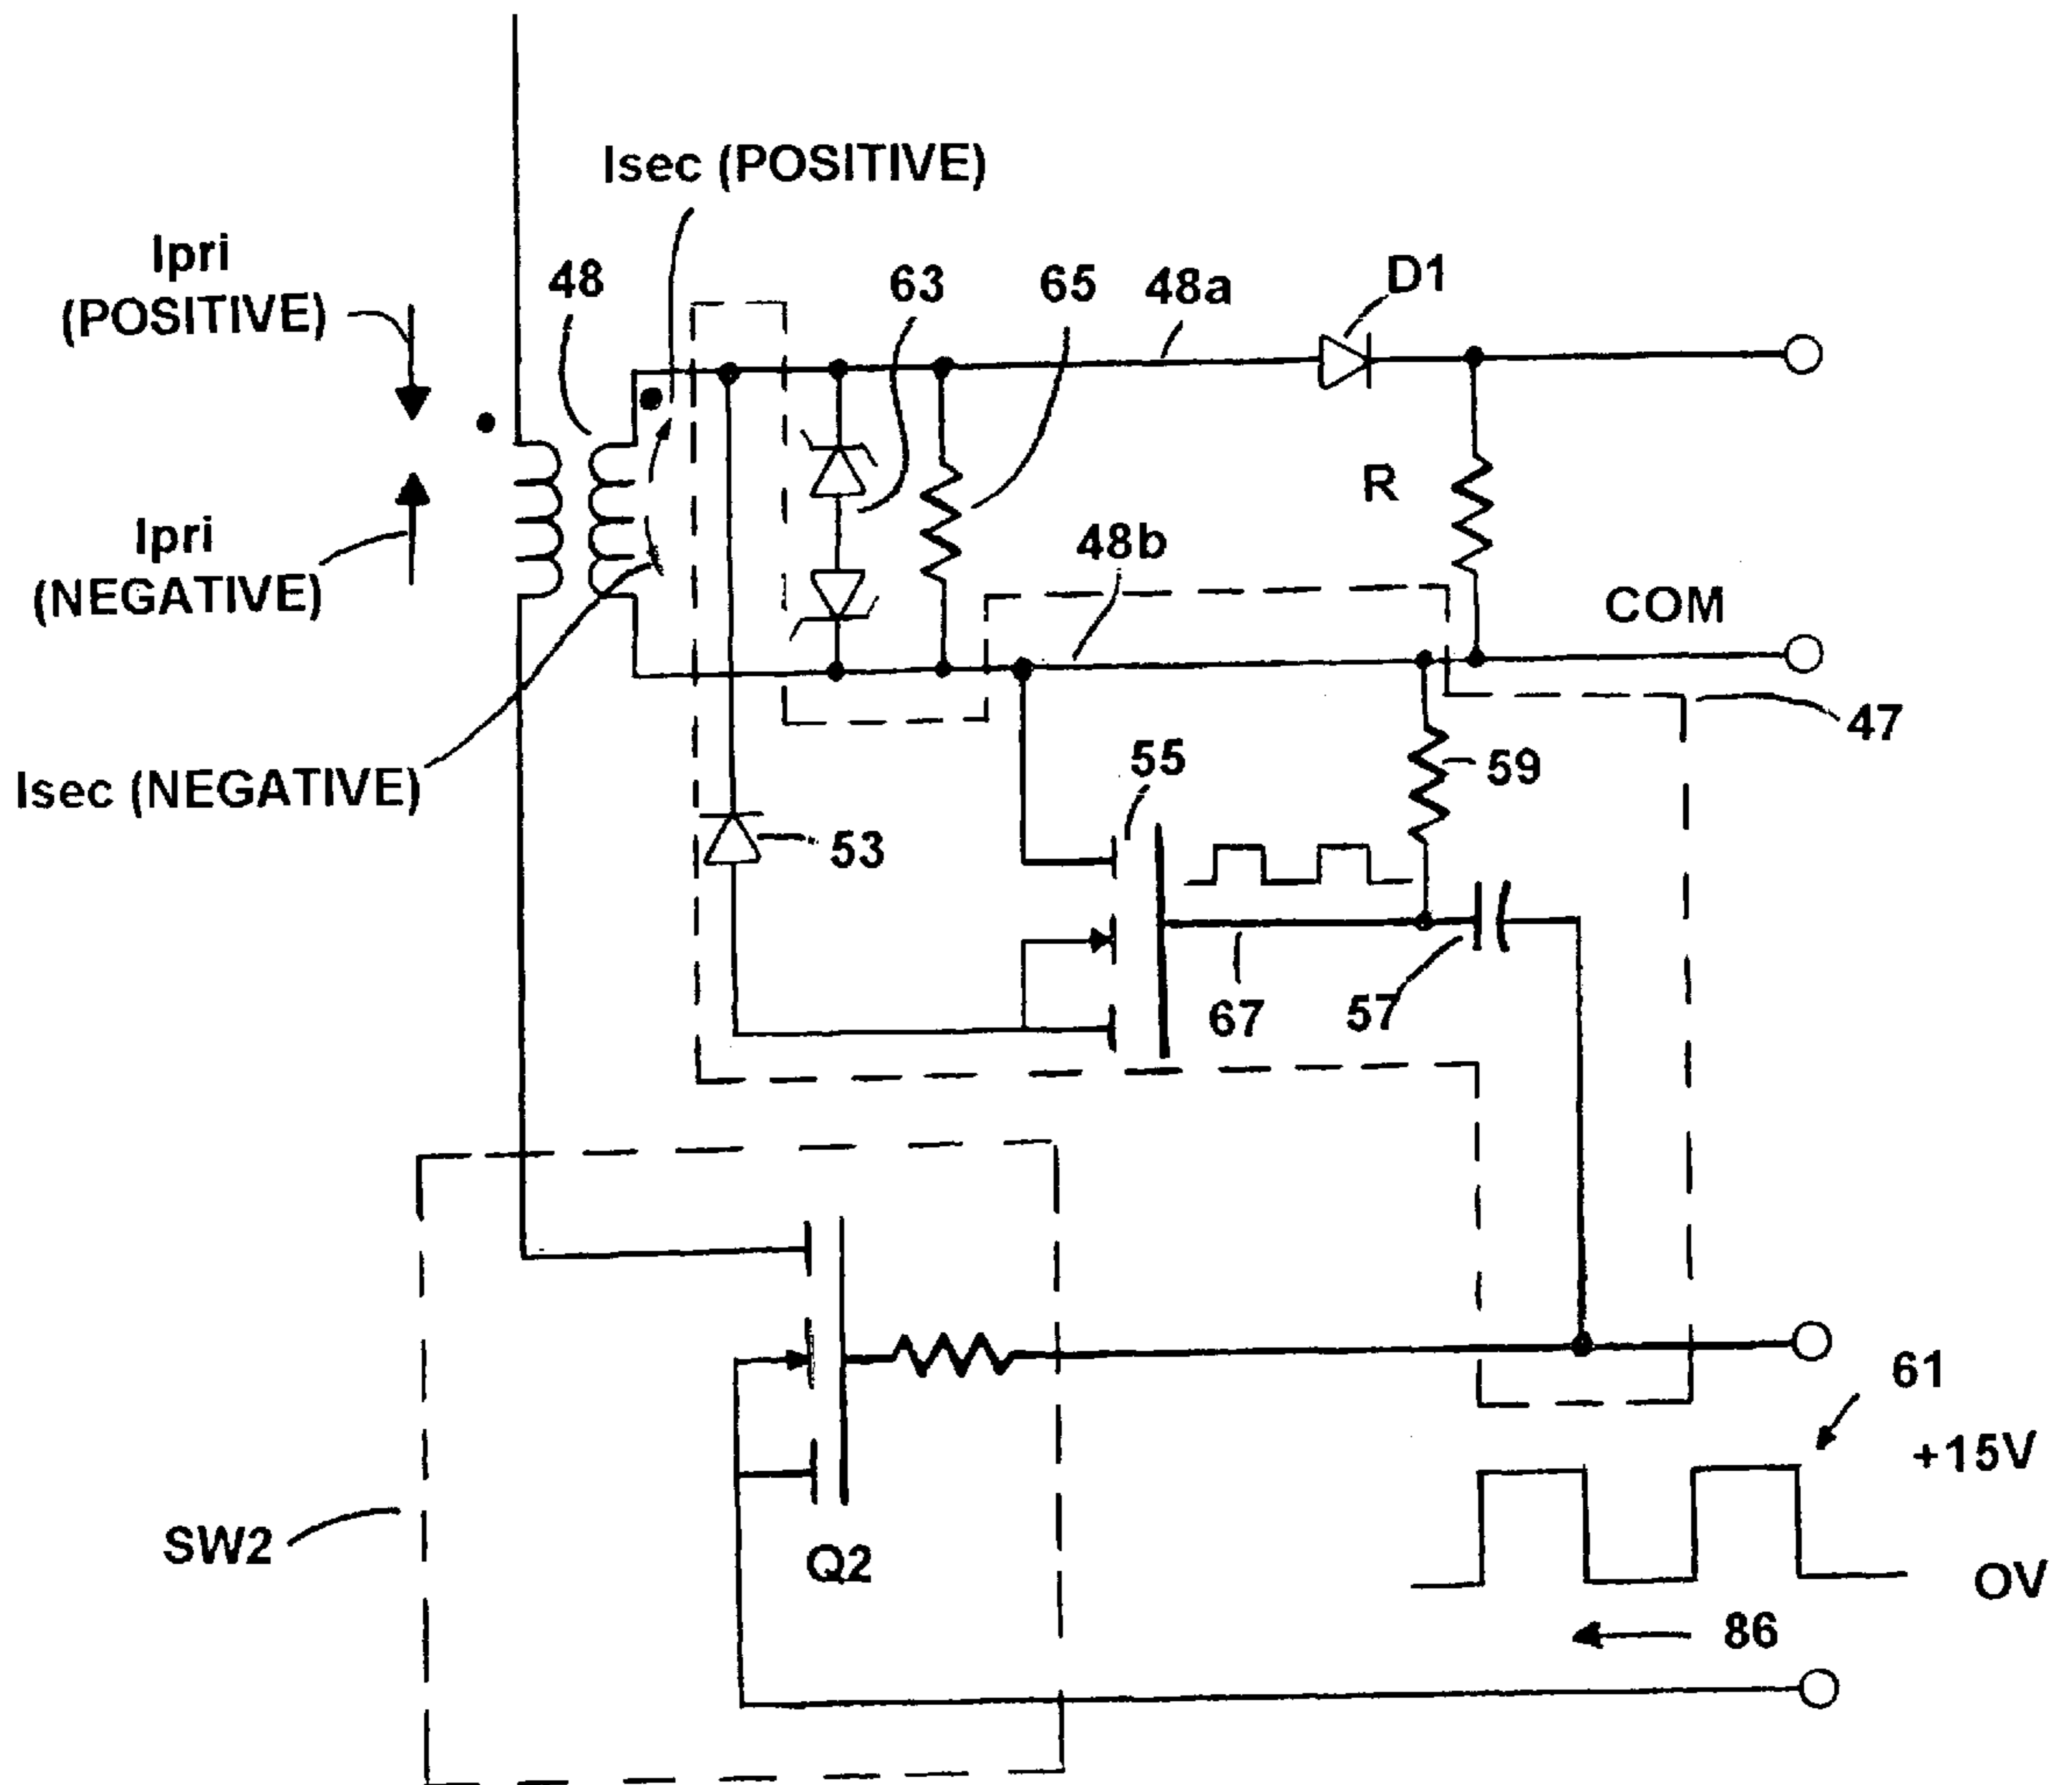 Isec (POSITIVE)
Ipri
(POSITIVE)
48
63
65
48a
D1
R
Ipri
(NEGATIVE)
48b
COM
47
Isec (NEGATIVE)
55
59
53
67
57
61
+15V
SW2
Q2
OV
86